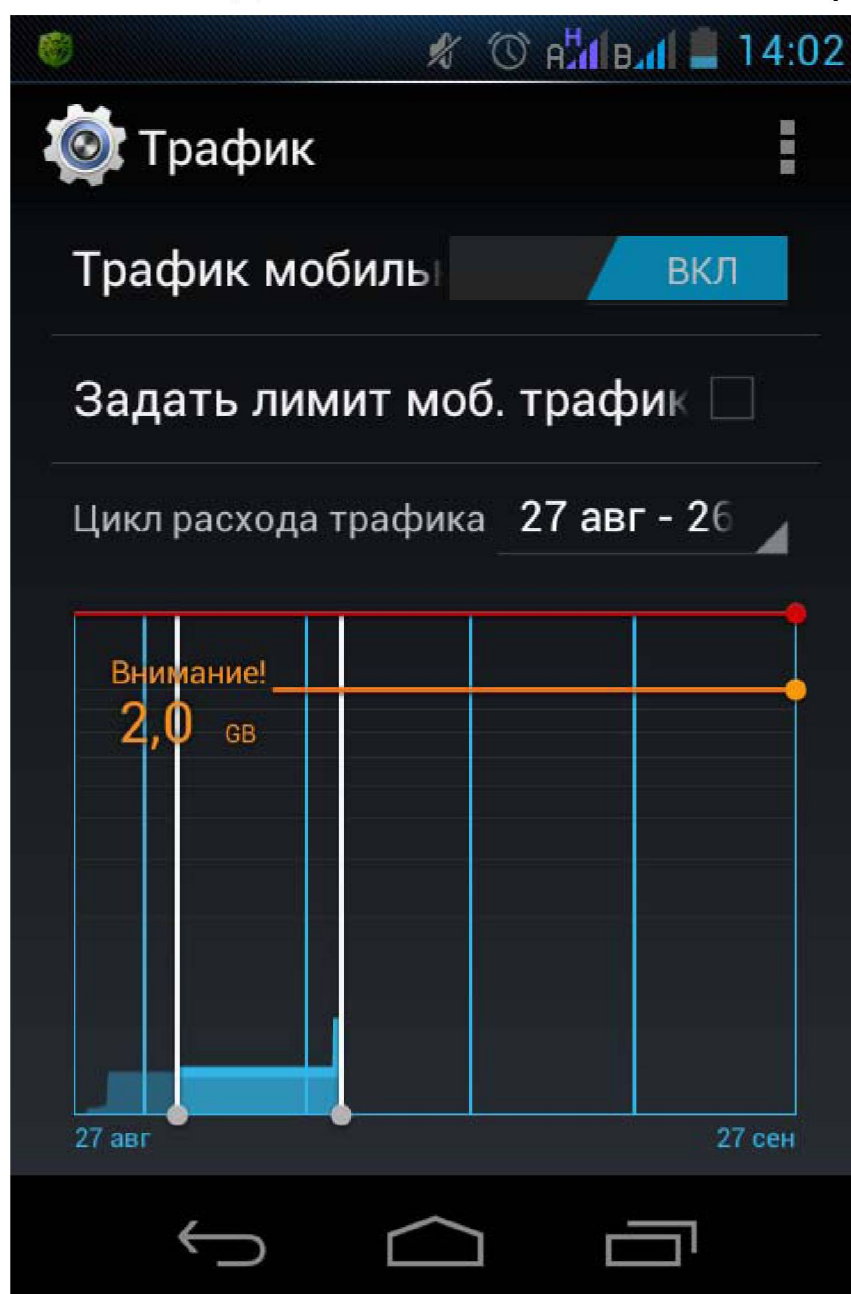 H
A B 14:02
Трафик
Трафик мобиль ВКЛ
Задать лимит моб. трафик
Цикл расхода трафика 27 авг - 26
Внимание!
2,0 GB
27 авг 27 сен